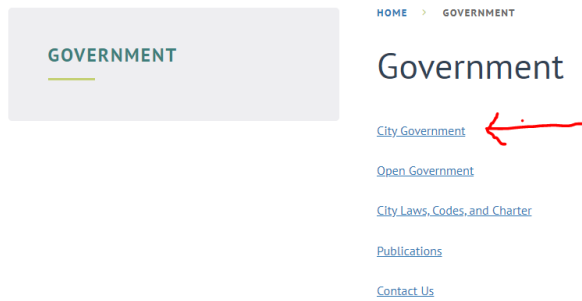 GOVERNMENT
HOME > GOVERNMENT
Government
City Government
Open Government
City Laws, Codes, and Charter
Publications
Contact Us